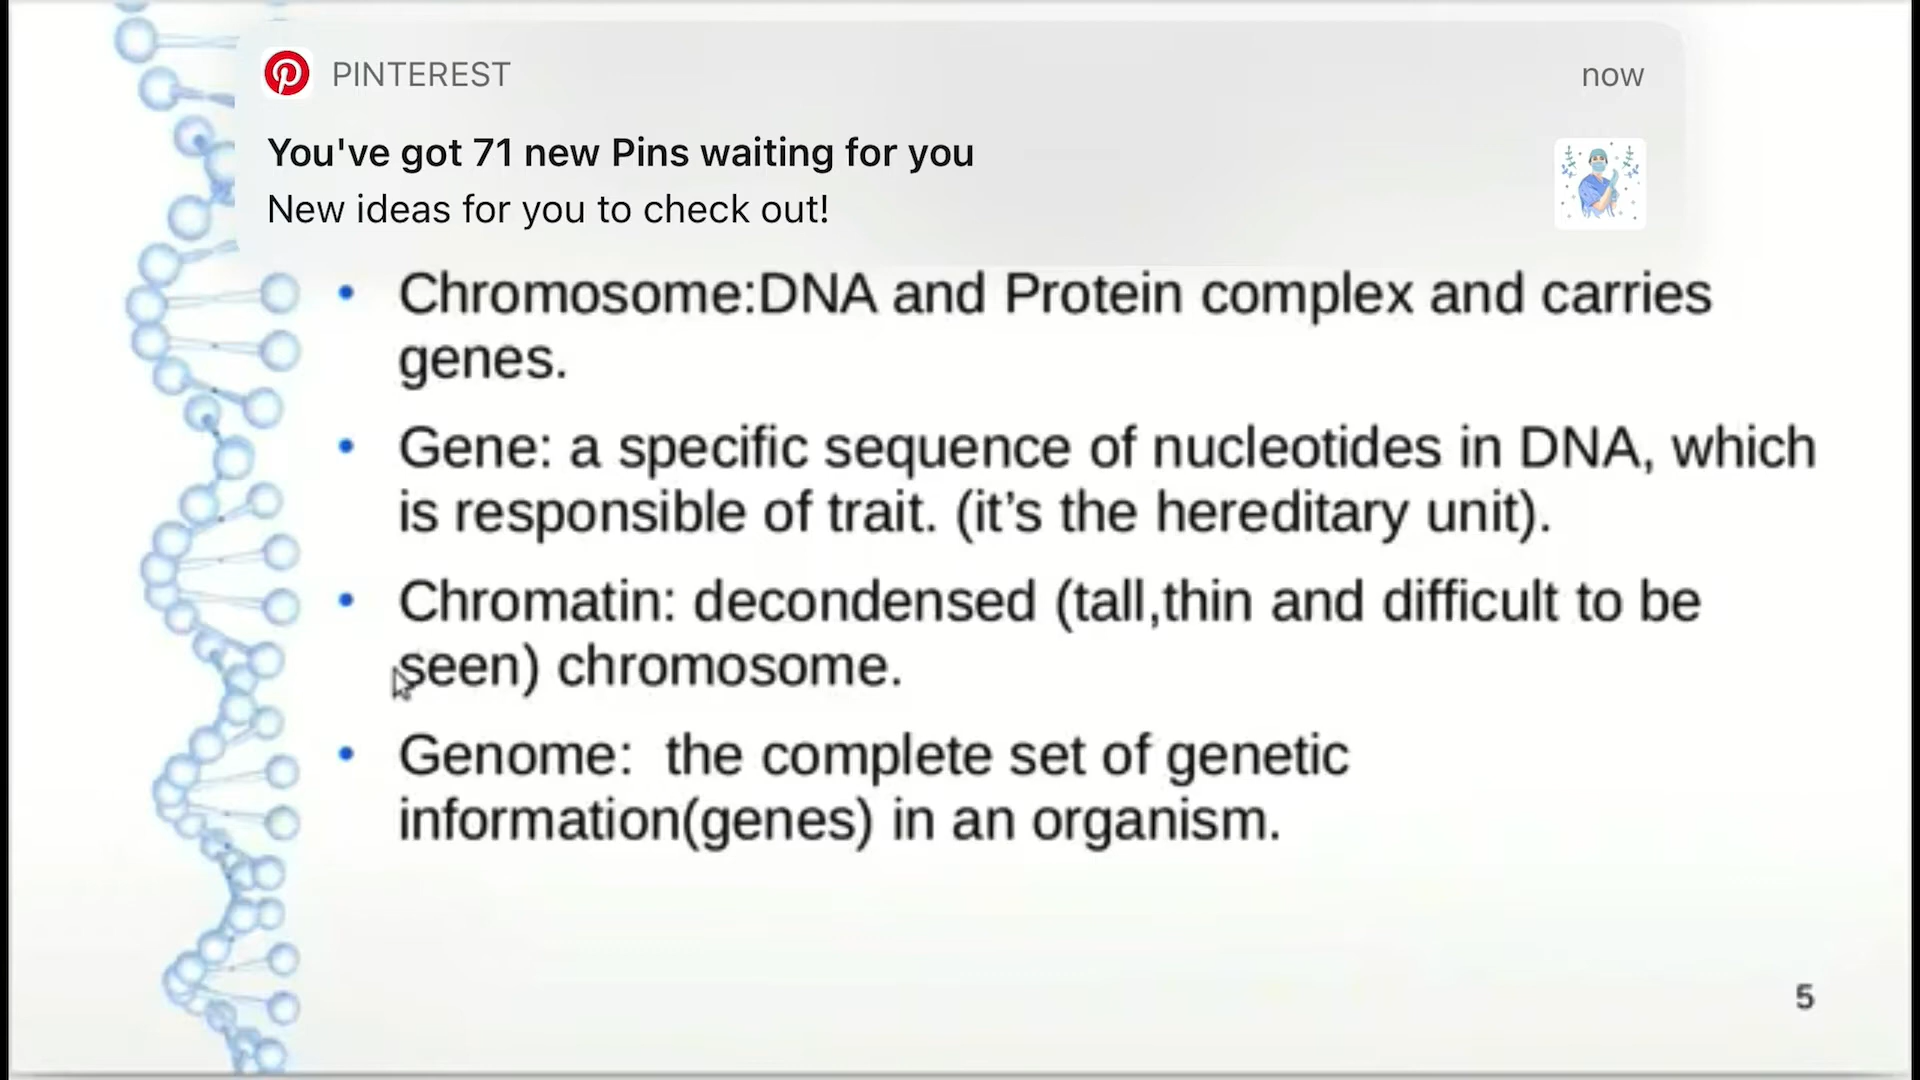 PINTEREST
now
You've got 71 new Pins waiting for you
New ideas for you to check out!
• Chromosome:DNA and Protein complex and carries
genes.
• Gene: a specific sequence of nucleotides in DNA, which
is responsible of trait. (it’s the hereditary unit).
• Chromatin: decondensed (tall,thin and difficult to be
seen) chromosome.
• Genome:  the complete set of genetic
information(genes) in an organism.
5